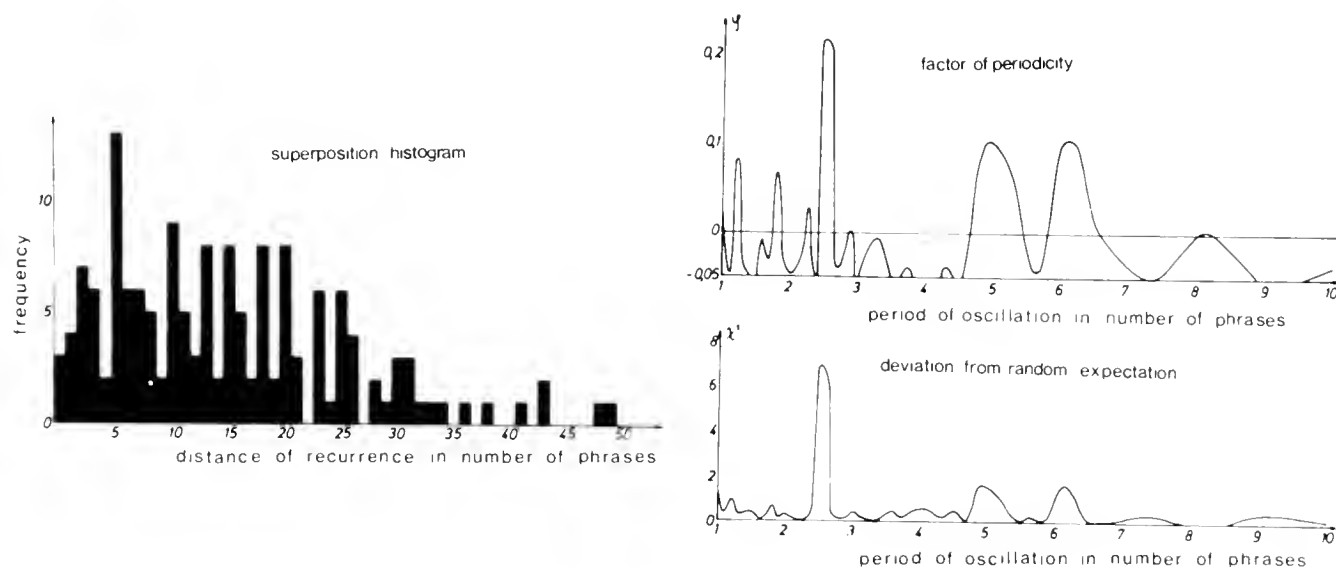 superposition histogram
frequency
10
5
0
5 10 15 20 25 30 35 40 45 50
distance of recurrence in number of phrases
φ
0,2
factor of periodicity
0,1
0
-0,05
1 2 3 4 5 6 7 8 9 10
period of oscillation in number of phrases
8
deviation from random expectation
6
4
2
0
1 2 3 4 5 6 7 8 9 10
period of oscillation in number of phrases